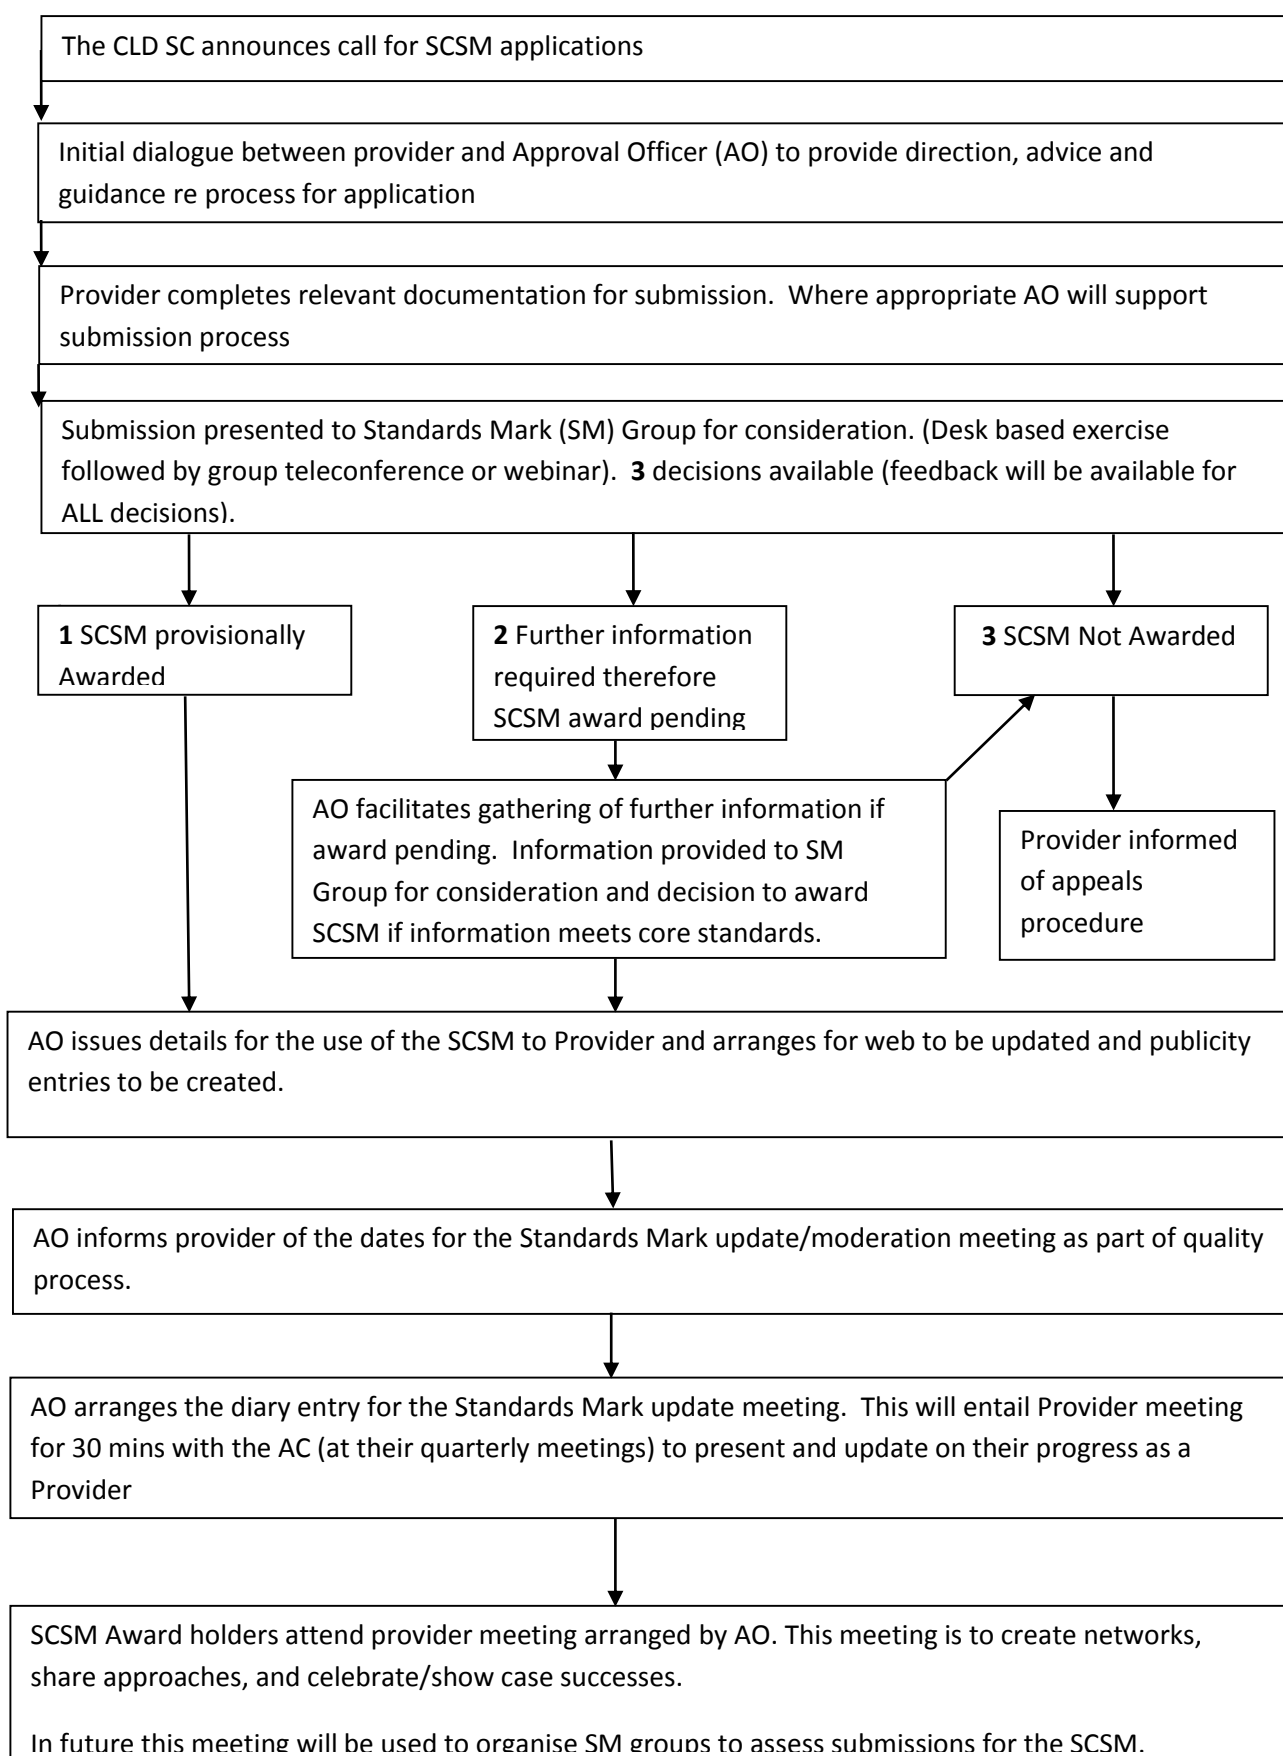 The CLD SC announces call for SCSM applications
Initial dialogue between provider and Approval Officer (AO) to provide direction, advice and
guidance re process for application
Provider completes relevant documentation for submission.  Where appropriate AO will support
submission process
Submission presented to Standards Mark (SM) Group for consideration. (Desk based exercise
followed by group teleconference or webinar).  3 decisions available (feedback will be available for
ALL decisions).
1 SCSM provisionally
Awarded
2 Further information
required therefore
SCSM award pending
3 SCSM Not Awarded
AO facilitates gathering of further information if
award pending.  Information provided to SM
Group for consideration and decision to award
SCSM if information meets core standards.
Provider informed
of appeals
procedure
AO issues details for the use of the SCSM to Provider and arranges for web to be updated and publicity
entries to be created.
AO informs provider of the dates for the Standards Mark update/moderation meeting as part of quality
process.
AO arranges the diary entry for the Standards Mark update meeting.  This will entail Provider meeting
for 30 mins with the AC (at their quarterly meetings) to present and update on their progress as a
Provider
SCSM Award holders attend provider meeting arranged by AO. This meeting is to create networks,
share approaches, and celebrate/show case successes.
In future this meeting will be used to organise SM groups to assess submissions for the SCSM.